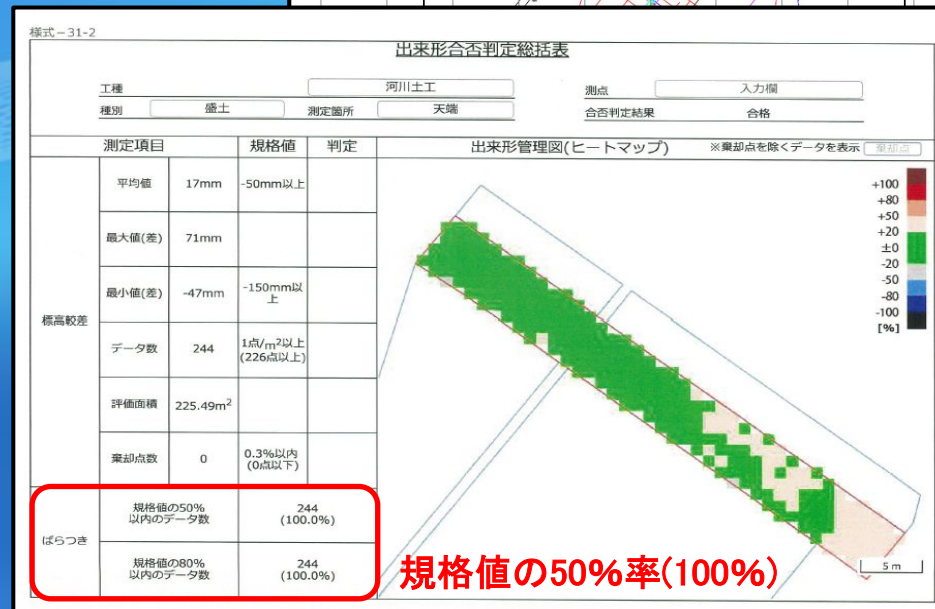 様式-31-2
出来形合否判定総括表
工種 河川土工 測点 入力欄
種別 盛土 測定箇所 天端 合否判定結果 合格
測定項目 規格値 判定 出来形管理図(ヒートマップ) ※棄却点を除くデータを表示 棄却点
標高較差
平均値 17mm -50mm以上
最大値(差) 71mm
最小値(差) -47mm -150mm以
上
データ数 244 1点/m²以上
(226点以上)
評価面積 225.49m²
棄却点数 0 0.3%以内
(0点以下)
ばらつき
規格値の50%
以内のデータ数
244
(100.0%)
規格値の80%
以内のデータ数
244
(100.0%)
+100
+80
+50
+20
±0
-20
-50
-80
-100
[%]
5 m
規格値の50%率(100%)